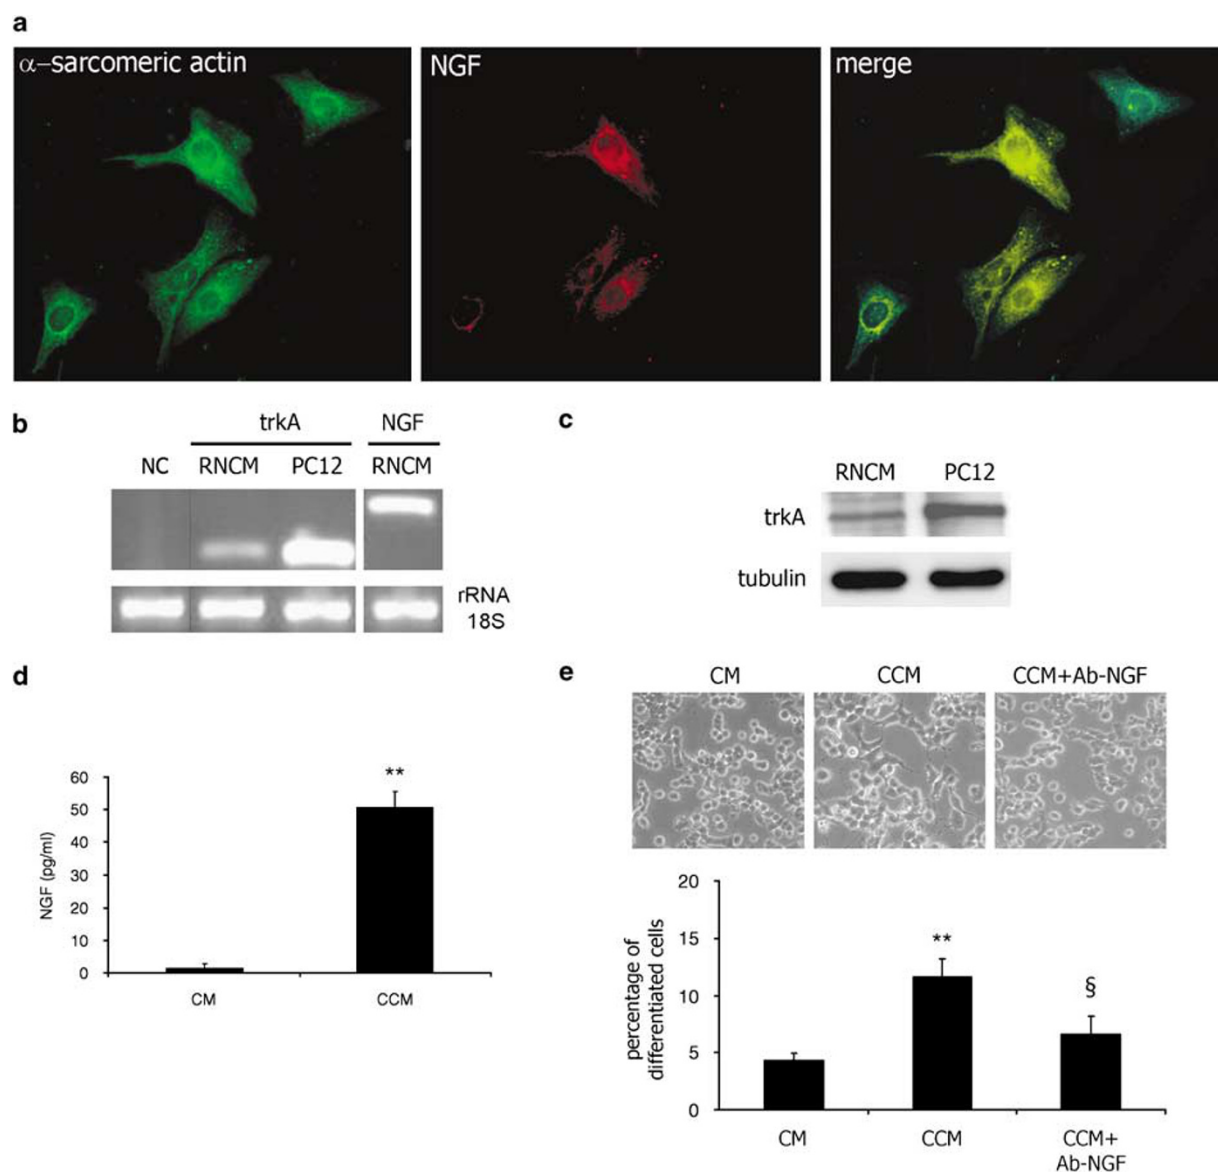 a
α–sarcomeric actin
NGF
merge
b
trkA
NGF
NC
RNCM
PC12
RNCM
rRNA
18S
c
RNCM
PC12
trkA
tubulin
d
NGF (pg/ml)
60
50
40
30
20
10
0
**
CM
CCM
e
CM
CCM
CCM+Ab-NGF
percentage of
differentiated cells
20
15
10
5
0
**
§
CM
CCM
CCM+
Ab-NGF